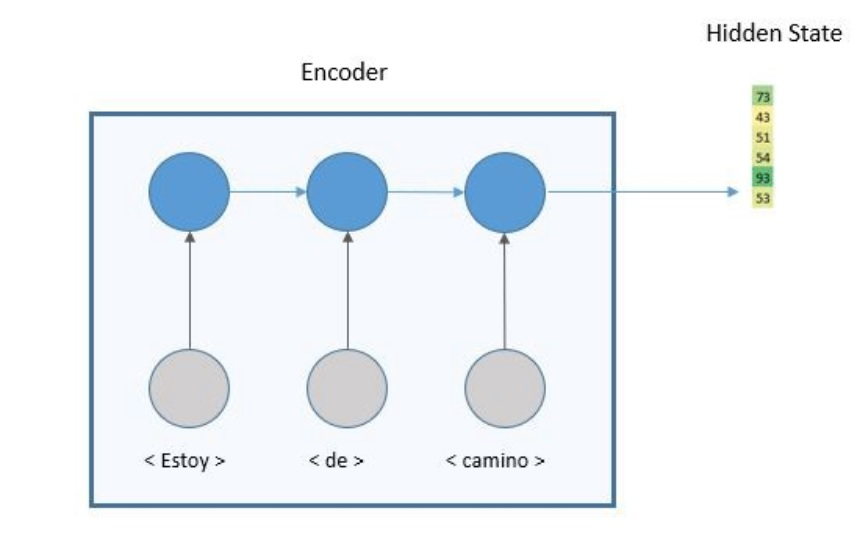 Hidden State
Encoder
73
43
51
54
93
53
< Estoy >
< de >
< camino >